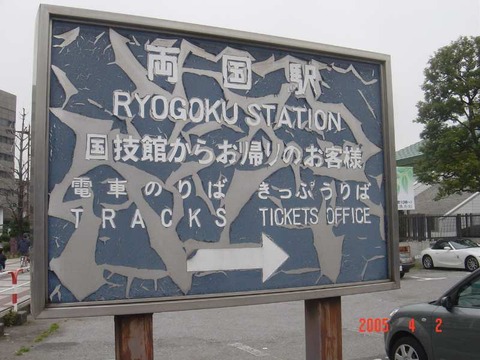 両国駅
RYOGOKU STATION
国技館からお帰りのお客様
電車のりば きっぷうりば
TRACKS TICKETS OFFICE
2005 4 2